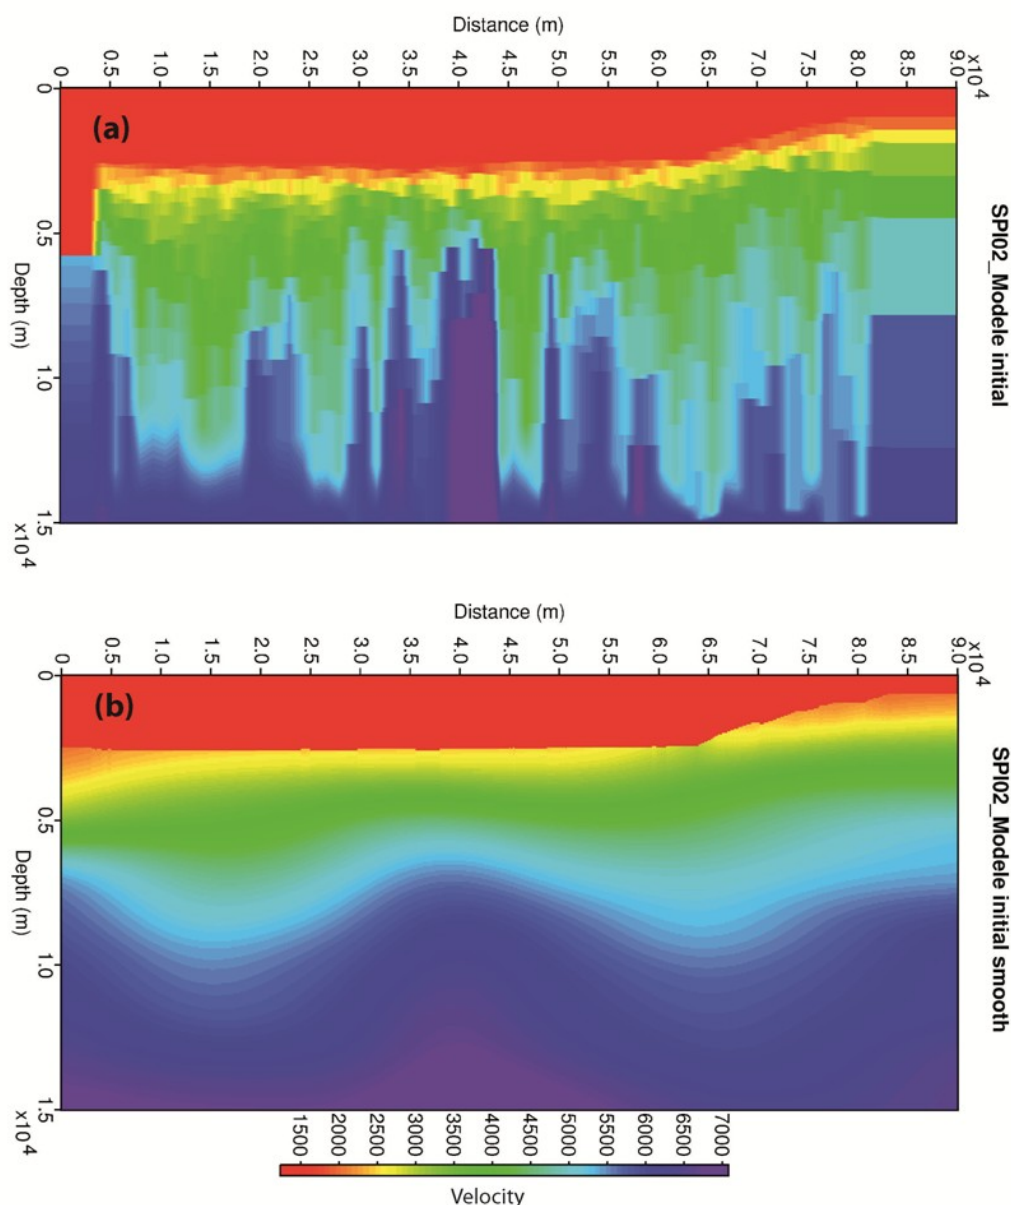 Distance (m)
0 0.5 1.0 1.5 2.0 2.5 3.0 3.5 4.0 4.5 5.0 5.5 6.0 6.5 7.0 7.5 8.0 8.5 9.0
x10 4
(a)
0
0.5
1.0
1.5
x10 4
Depth (m)
SPI02_Modele initial
Distance (m)
0 0.5 1.0 1.5 2.0 2.5 3.0 3.5 4.0 4.5 5.0 5.5 6.0 6.5 7.0 7.5 8.0 8.5 9.0
x10 4
(b)
0
0.5
1.0
1.5
x10 4
Depth (m)
SPI02_Modele initial smooth
1500 2000 2500 3000 3500 4000 4500 5000 5500 6000 6500 7000
Velocity